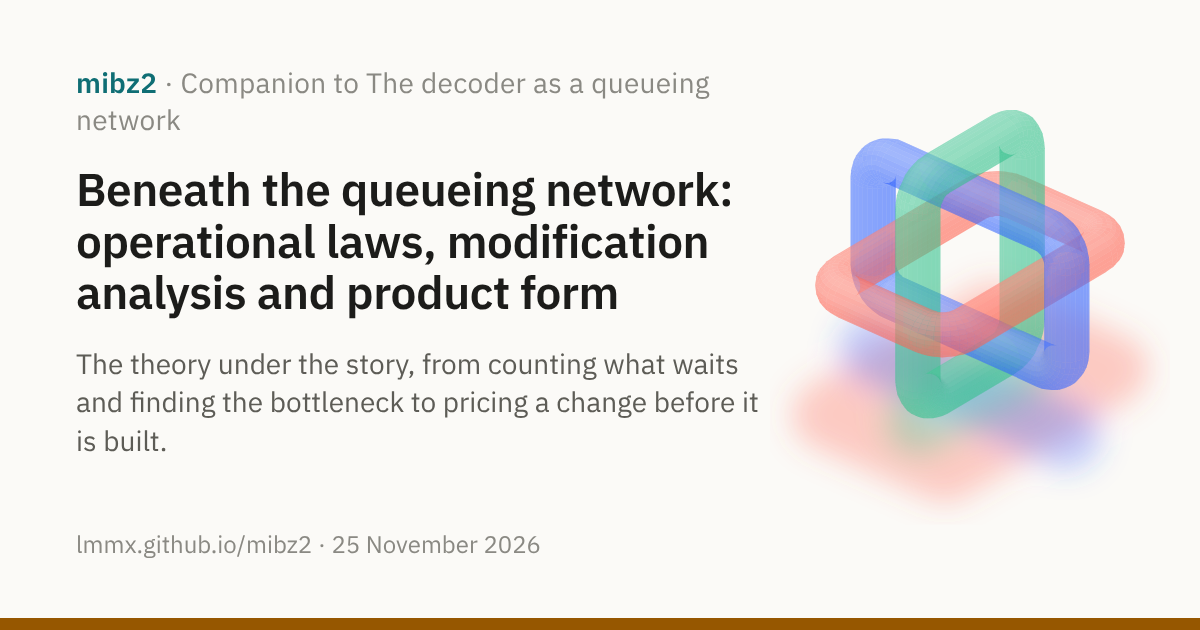 mibz2 · Companion to The decoder as a queueing
network
Beneath the queueing network:
operational laws, modification
analysis and product form
The theory under the story, from counting what waits
and finding the bottleneck to pricing a change before it
is built.
lmmx.github.io/mibz2 · 25 November 2026